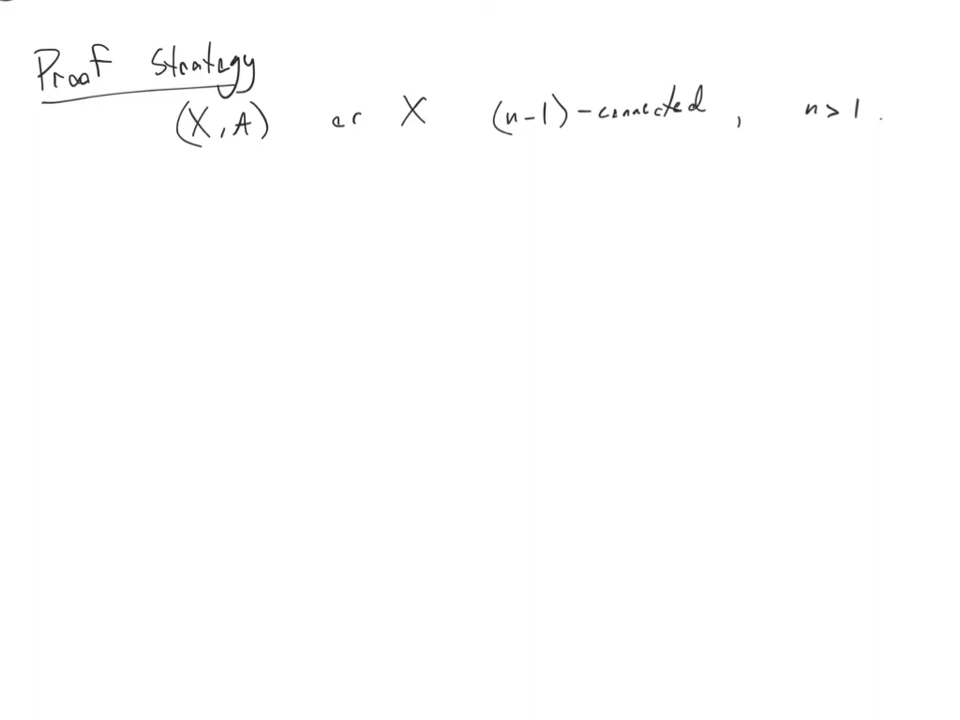 Proof Strategy
(X, A) or X (n-1)-connected, n > 1.